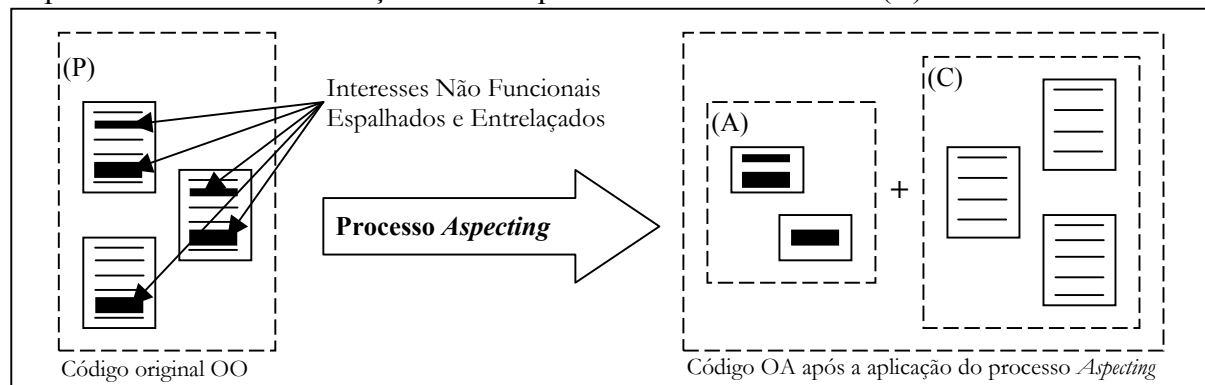 (P)
Interesses Não Funcionais
Espalhados e Entrelaçados
(A)
(C)
+
Processo Aspecting
Código original OO
Código OA após a aplicação do processo Aspecting